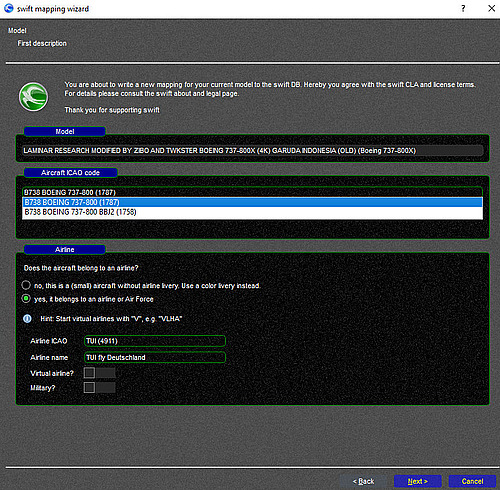 swift mapping wizard
?
Model
First description
You are about to write a new mapping for your current model to the swift DB. Hereby you agree with the swift CLA and license terms.
For details please consult the swift about and legal page.
Thank you for supporting swift
Model
LAMINAR RESEARCH MODIFIED BY ZIBO AND TWKSTER BOEING 737-800X (4K) GARUDA INDONESIA (OLD) (Boeing 737-800X)
Aircraft ICAO code
B738 BOEING 737-800 (1787)
B738 BOEING 737-800 (1787)
B738 BOEING 737-800 BBJ2 (1758)
Airline
Does the aircraft belong to an airline?
no, this is a (small) aircraft without airline livery. Use a color livery instead.
yes, it belongs to an airline or Air Force
Hint: Start virtual airlines with "V", e.g. "VLHA"
Airline ICAO TUI (4911)
Airline name TUI fly Deutschland
Virtual airline?
Military?
< Back Next > Cancel